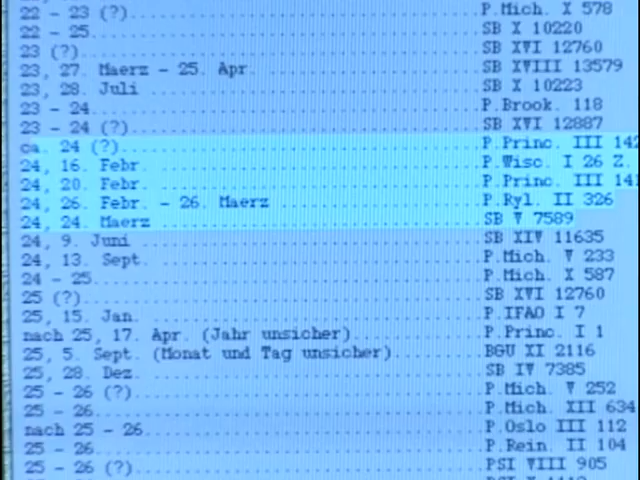 22 - 23 (?) P.Mich. X 578
22 - 25 SB X 10220
23 (?) SB XVI 12760
23, 27. Maerz - 25. Apr. SB XVIII 13579
23, 28. Juli SB X 10223
23 - 24 P.Brook. 118
23 - 24 (?) SB XVI 12887
ca. 24 (?) P.Princ. III 142
24, 16. Febr. P.Wisc. I 26 Z.
24, 20. Febr. P.Princ. III 141
24, 26. Febr. - 26. Maerz P.Ryl. II 326
24, 24. Maerz SB V 7589
24, 9. Juni SB XIV 11635
24, 13. Sept. P.Mich. V 233
24 - 25 P.Mich. X 587
25 (?) SB XVI 12760
25, 15. Jan. P.IFAO I 7
nach 25, 17. Apr. (Jahr unsicher) P.Princ. I 1
25, 5. Sept. (Monat und Tag unsicher) BGU XI 2116
25, 28. Dez. SB IV 7385
25 - 26 (?) P.Mich. V 252
25 - 26 P.Mich. XII 634
nach 25 - 26 P.Oslo III 112
25 - 26 P.Rein. II 104
25 - 26 (?) PSI VIII 905